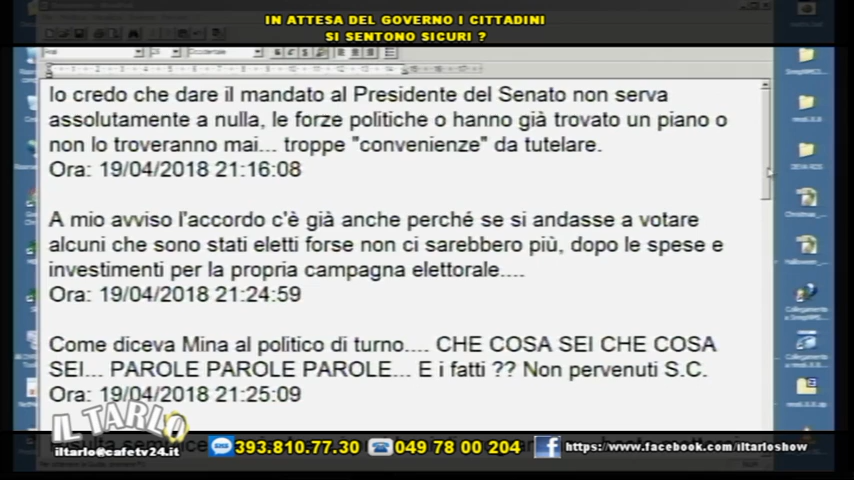 IN ATTESA DEL GOVERNO I CITTADINI
SI SENTONO SICURI ?
Io credo che dare il mandato al Presidente del Senato non serva
assolutamente a nulla, le forze politiche o hanno già trovato un piano o
non lo troveranno mai... troppe "convenienze" da tutelare.
Ora: 19/04/2018 21:16:08
A mio avviso l'accordo c'è già anche perché se si andasse a votare
alcuni che sono stati eletti forse non ci sarebbero più, dopo le spese e
investimenti per la propria campagna elettorale....
Ora: 19/04/2018 21:24:59
Come diceva Mina al politico di turno.... CHE COSA SEI CHE COSA
SEI... PAROLE PAROLE PAROLE... E i fatti ?? Non pervenuti S.C.
Ora: 19/04/2018 21:25:09
IL TARLO
iltarlo@cafetv24.it
SMS 393.810.77.30
049 78 00 204
https://www.facebook.com/iltarloshow